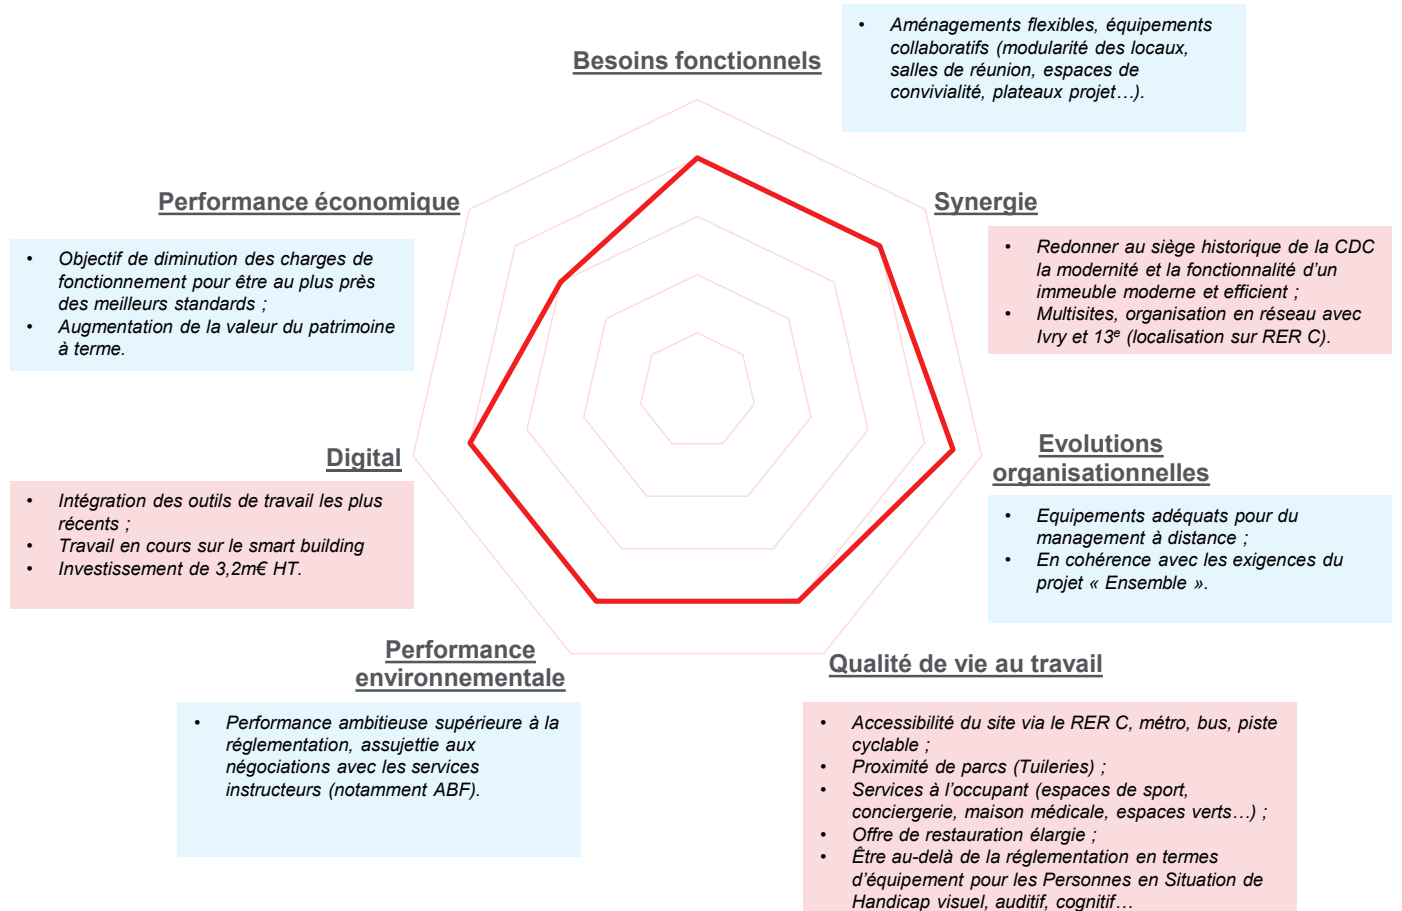 Besoins fonctionnels
• Aménagements flexibles, équipements
collaboratifs (modularité des locaux,
salles de réunion, espaces de
convivialité, plateaux projet…).
Performance économique
• Objectif de diminution des charges de
fonctionnement pour être au plus près
des meilleurs standards ;
• Augmentation de la valeur du patrimoine
à terme.
Synergie
• Redonner au siège historique de la CDC
la modernité et la fonctionnalité d'un
immeuble moderne et efficient ;
• Multisites, organisation en réseau avec
Ivry et 13e (localisation sur RER C).
Digital
• Intégration des outils de travail les plus
récents ;
• Travail en cours sur le smart building
• Investissement de 3,2m€ HT.
Evolutions
organisationnelles
• Equipements adéquats pour du
management à distance ;
• En cohérence avec les exigences du
projet « Ensemble ».
Performance
environnementale
• Performance ambitieuse supérieure à la
réglementation, assujettie aux
négociations avec les services
instructeurs (notamment ABF).
Qualité de vie au travail
• Accessibilité du site via le RER C, métro, bus, piste
cyclable ;
• Proximité de parcs (Tuileries) ;
• Services à l'occupant (espaces de sport,
conciergerie, maison médicale, espaces verts…) ;
• Offre de restauration élargie ;
• Être au-delà de la réglementation en termes
d'équipement pour les Personnes en Situation de
Handicap visuel, auditif, cognitif…